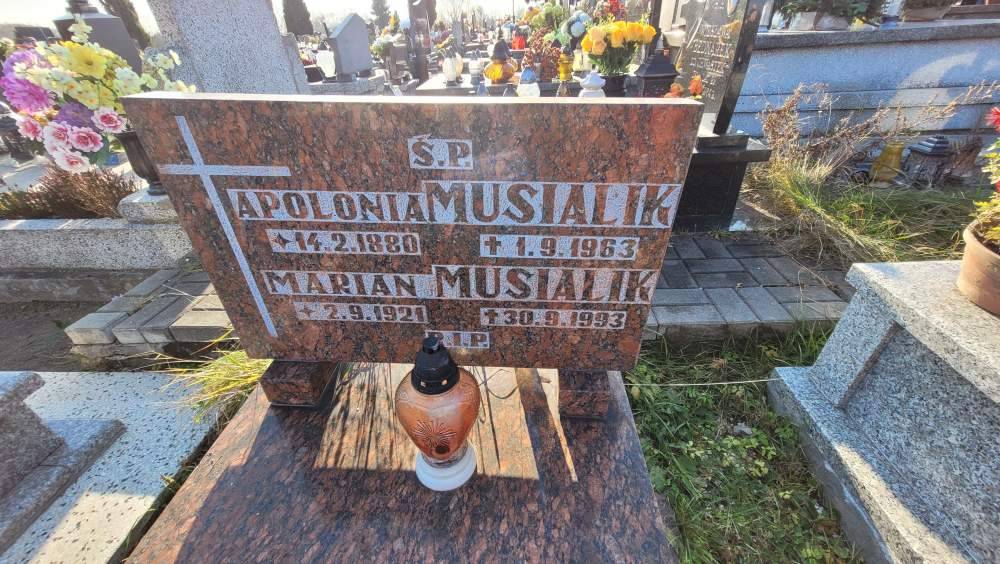 Ś.P.
APOLONIA MUSIALIK
* 14.2.1880 + 1.9.1963
MARIAN MUSIALIK
* 2.9.1921 + 30.9.1993
R.I.P.